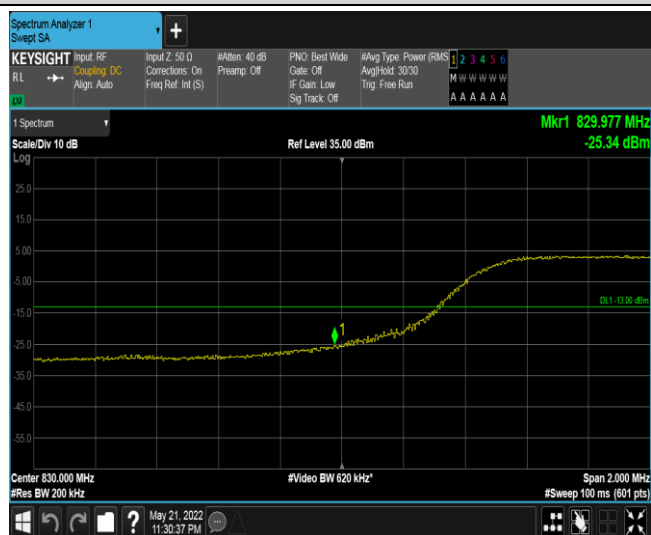 Spectrum Analyzer 1
Swept SA
+
KEYSIGHT
RL
Input: RF
Coupling: DC
Align: Auto
Input Z: 50 Ω
Corrections: On
Freq Ref: Int (S)
#Atten: 40 dB
Preamp: Off
PNO: Best Wide
Gate: Off
IF Gain: Low
Sig Track: Off
#Avg Type: Power (RMS
Avg|Hold: 30/30
Trig: Free Run
1 2 3 4 5 6
M W W W W W
A A A A A A
1 Spectrum
Scale/Div 10 dB
Ref Level 35.00 dBm
Mkr1 829.977 MHz
-25.34 dBm
Log
25.0
15.0
5.00
-5.00
DL1 -13.00 dBm
-15.0
1
-25.0
-35.0
-45.0
-55.0
Center 830.000 MHz
#Video BW 620 kHz*
Span 2.000 MHz
#Res BW 200 kHz
#Sweep 100 ms (601 pts)
?
May 21, 2022
11:30:37 PM